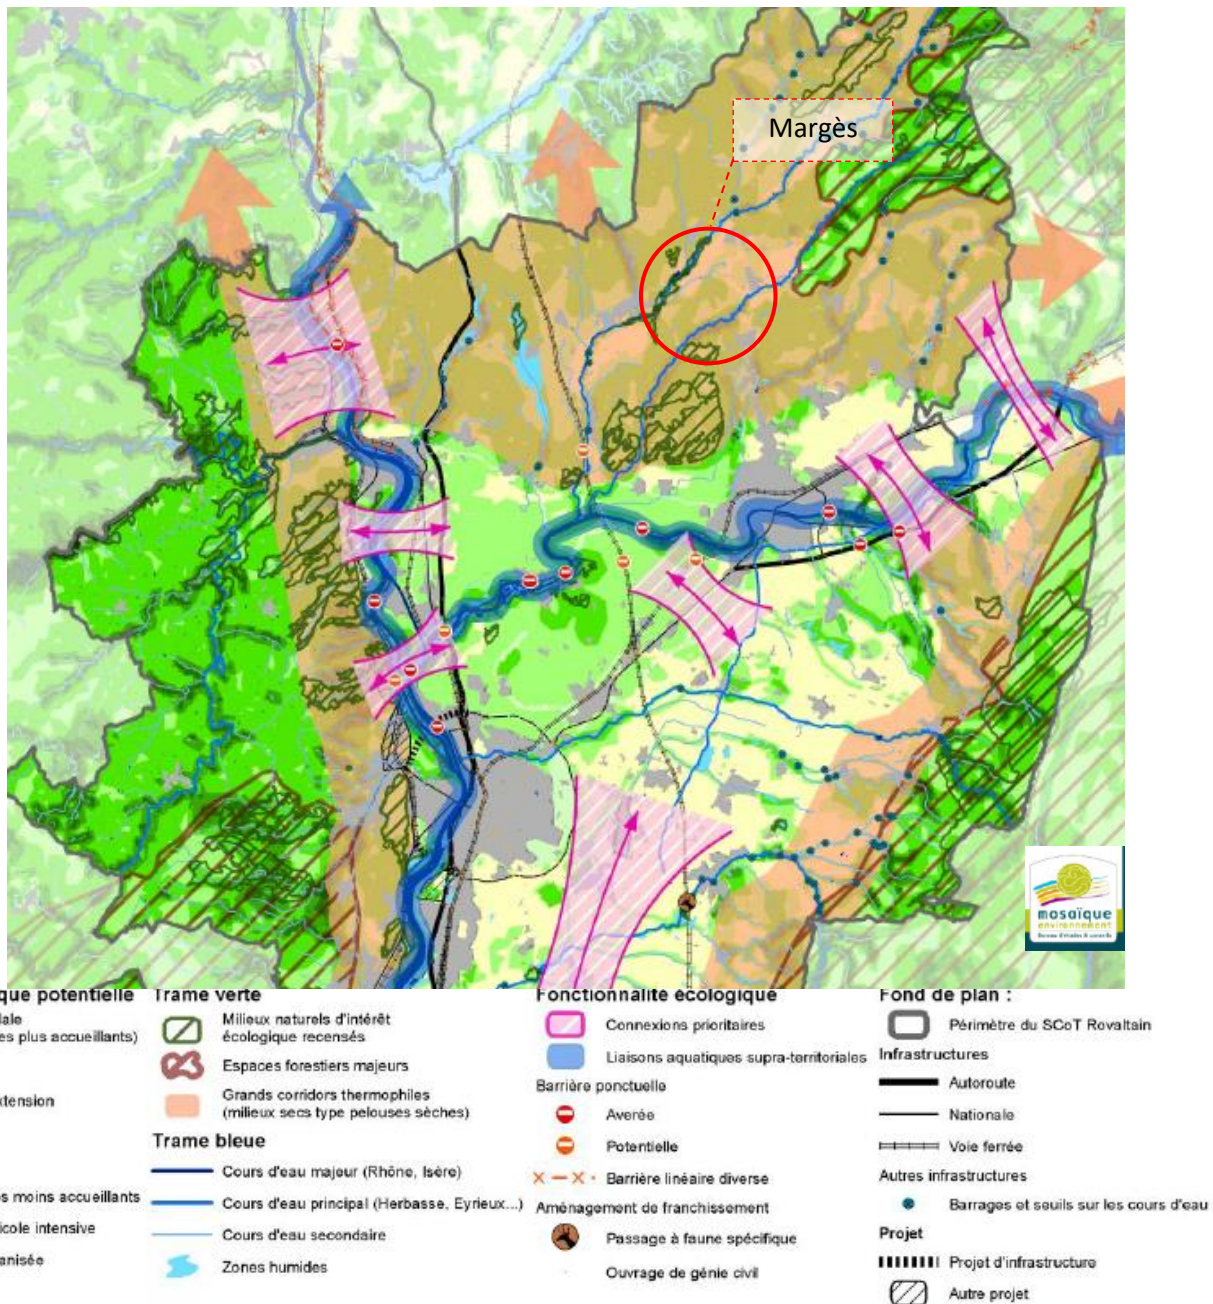 Margès
mosaïque
environnement
Bureau d'études & conseils
que potentielle
ale
es plus accueillants)
xtension
s moins accueillants
icole intensive
anisée
Trame verte
Milieux naturels d'intérêt
écologique recensés
Espaces forestiers majeurs
Grands corridors thermophiles
(milieux secs type pelouses sèches)
Trame bleue
Cours d'eau majeur (Rhône, Isère)
Cours d'eau principal (Herbasse, Eyrieux...)
Cours d'eau secondaire
Zones humides
Fonctionnalité écologique
Connexions prioritaires
Liaisons aquatiques supra-territoriales
Barrière ponctuelle
Averée
Potentielle
Barrière linéaire diverse
Aménagement de franchissement
Passage à faune spécifique
Ouvrage de génie civil
Fond de plan :
Périmètre du SCoT Rovaltain
Infrastructures
Autoroute
Nationale
Voie ferrée
Autres infrastructures
Barrages et seuils sur les cours d'eau
Projet
Projet d'infrastructure
Autre projet